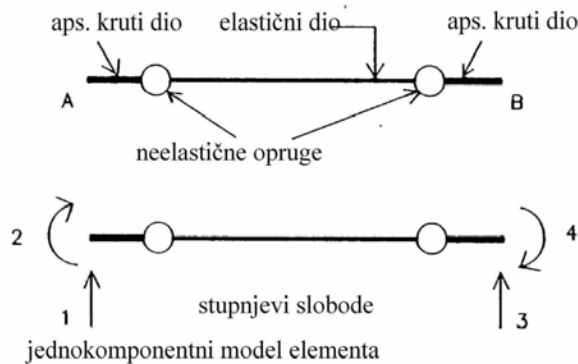 aps. kruti dio elastični dio aps. kruti dio
A B
neelastične opruge
2 4
1 stupnjevi slobode 3
jednokomponentni model elementa